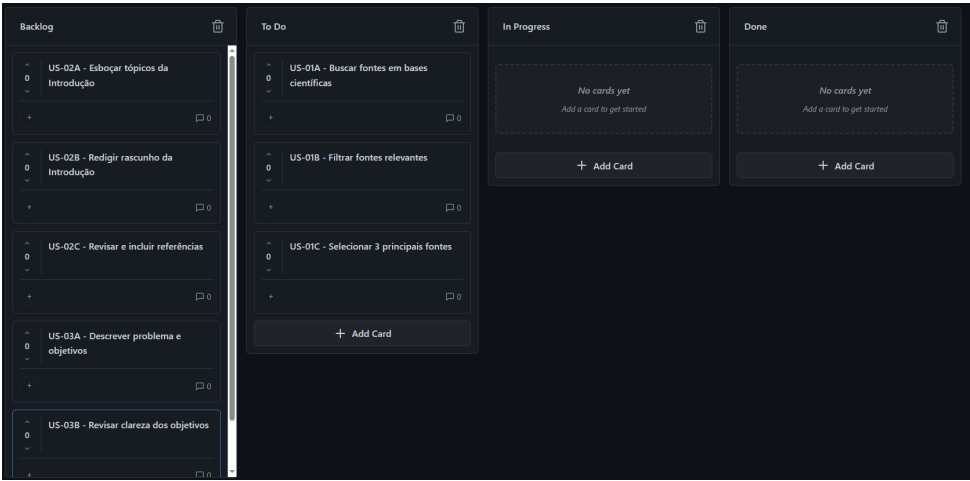 Backlog
0
US-02A - Esboçar tópicos da
Introdução
+
0
0
US-02B - Redigir rascunho da
Introdução
+
0
0
US-02C - Revisar e incluir referências
+
0
0
US-03A - Descrever problema e
objetivos
+
0
0
US-03B - Revisar clareza dos objetivos
+
0
To Do
0
US-01A - Buscar fontes em bases
científicas
+
0
0
US-01B - Filtrar fontes relevantes
+
0
0
US-01C - Selecionar 3 principais fontes
+
0
+ Add Card
In Progress
No cards yet
Add a card to get started
+ Add Card
Done
No cards yet
Add a card to get started
+ Add Card